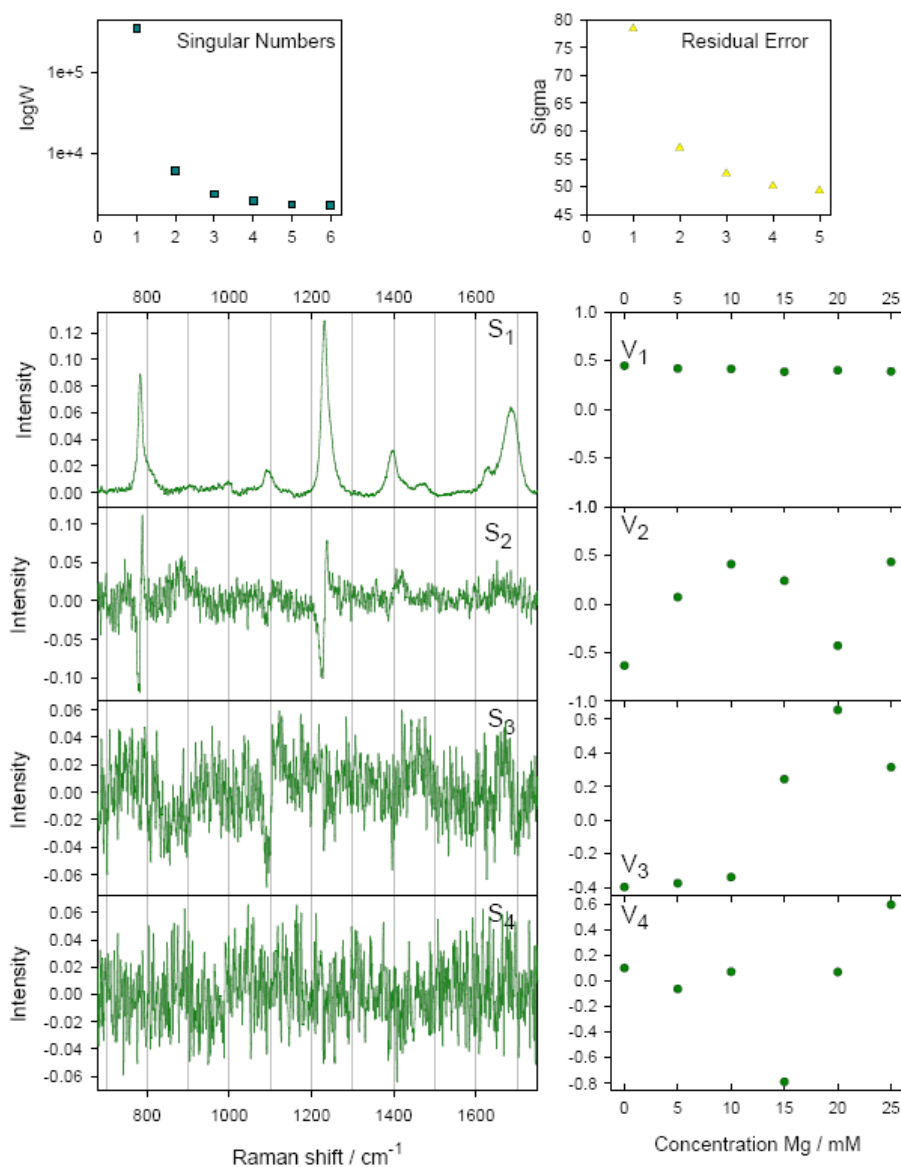 Singular Numbers
logW
1e+5
1e+4
0 1 2 3 4 5 6
Residual Error
Sigma
80
75
70
65
60
55
50
45
0 1 2 3 4 5
800 1000 1200 1400 1600
S1
Intensity
0.12
0.10
0.08
0.06
0.04
0.02
0.00
0 5 10 15 20 25
V1
1.0
0.5
0.0
-0.5
-1.0
S2
Intensity
0.10
0.05
0.00
-0.05
-0.10
V2
0.5
0.0
-0.5
-1.0
S3
Intensity
0.06
0.04
0.02
0.00
-0.02
-0.04
-0.06
V3
0.6
0.4
0.2
0.0
-0.2
-0.4
S4
Intensity
0.06
0.04
0.02
0.00
-0.02
-0.04
-0.06
800 1000 1200 1400 1600
Raman shift / cm-1
V4
0.6
0.4
0.2
0.0
-0.2
-0.4
-0.6
-0.8
0 5 10 15 20 25
Concentration Mg / mM